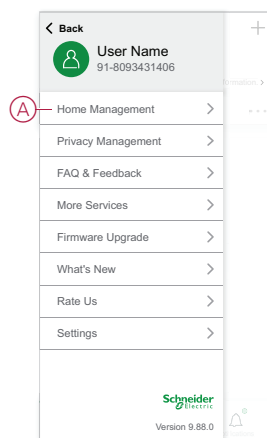 Back
User Name
91-8093431406
A
Home Management
Privacy Management
FAQ & Feedback
More Services
Firmware Upgrade
What's New
Rate Us
Settings
Schneider
Electric
Version 9.88.0